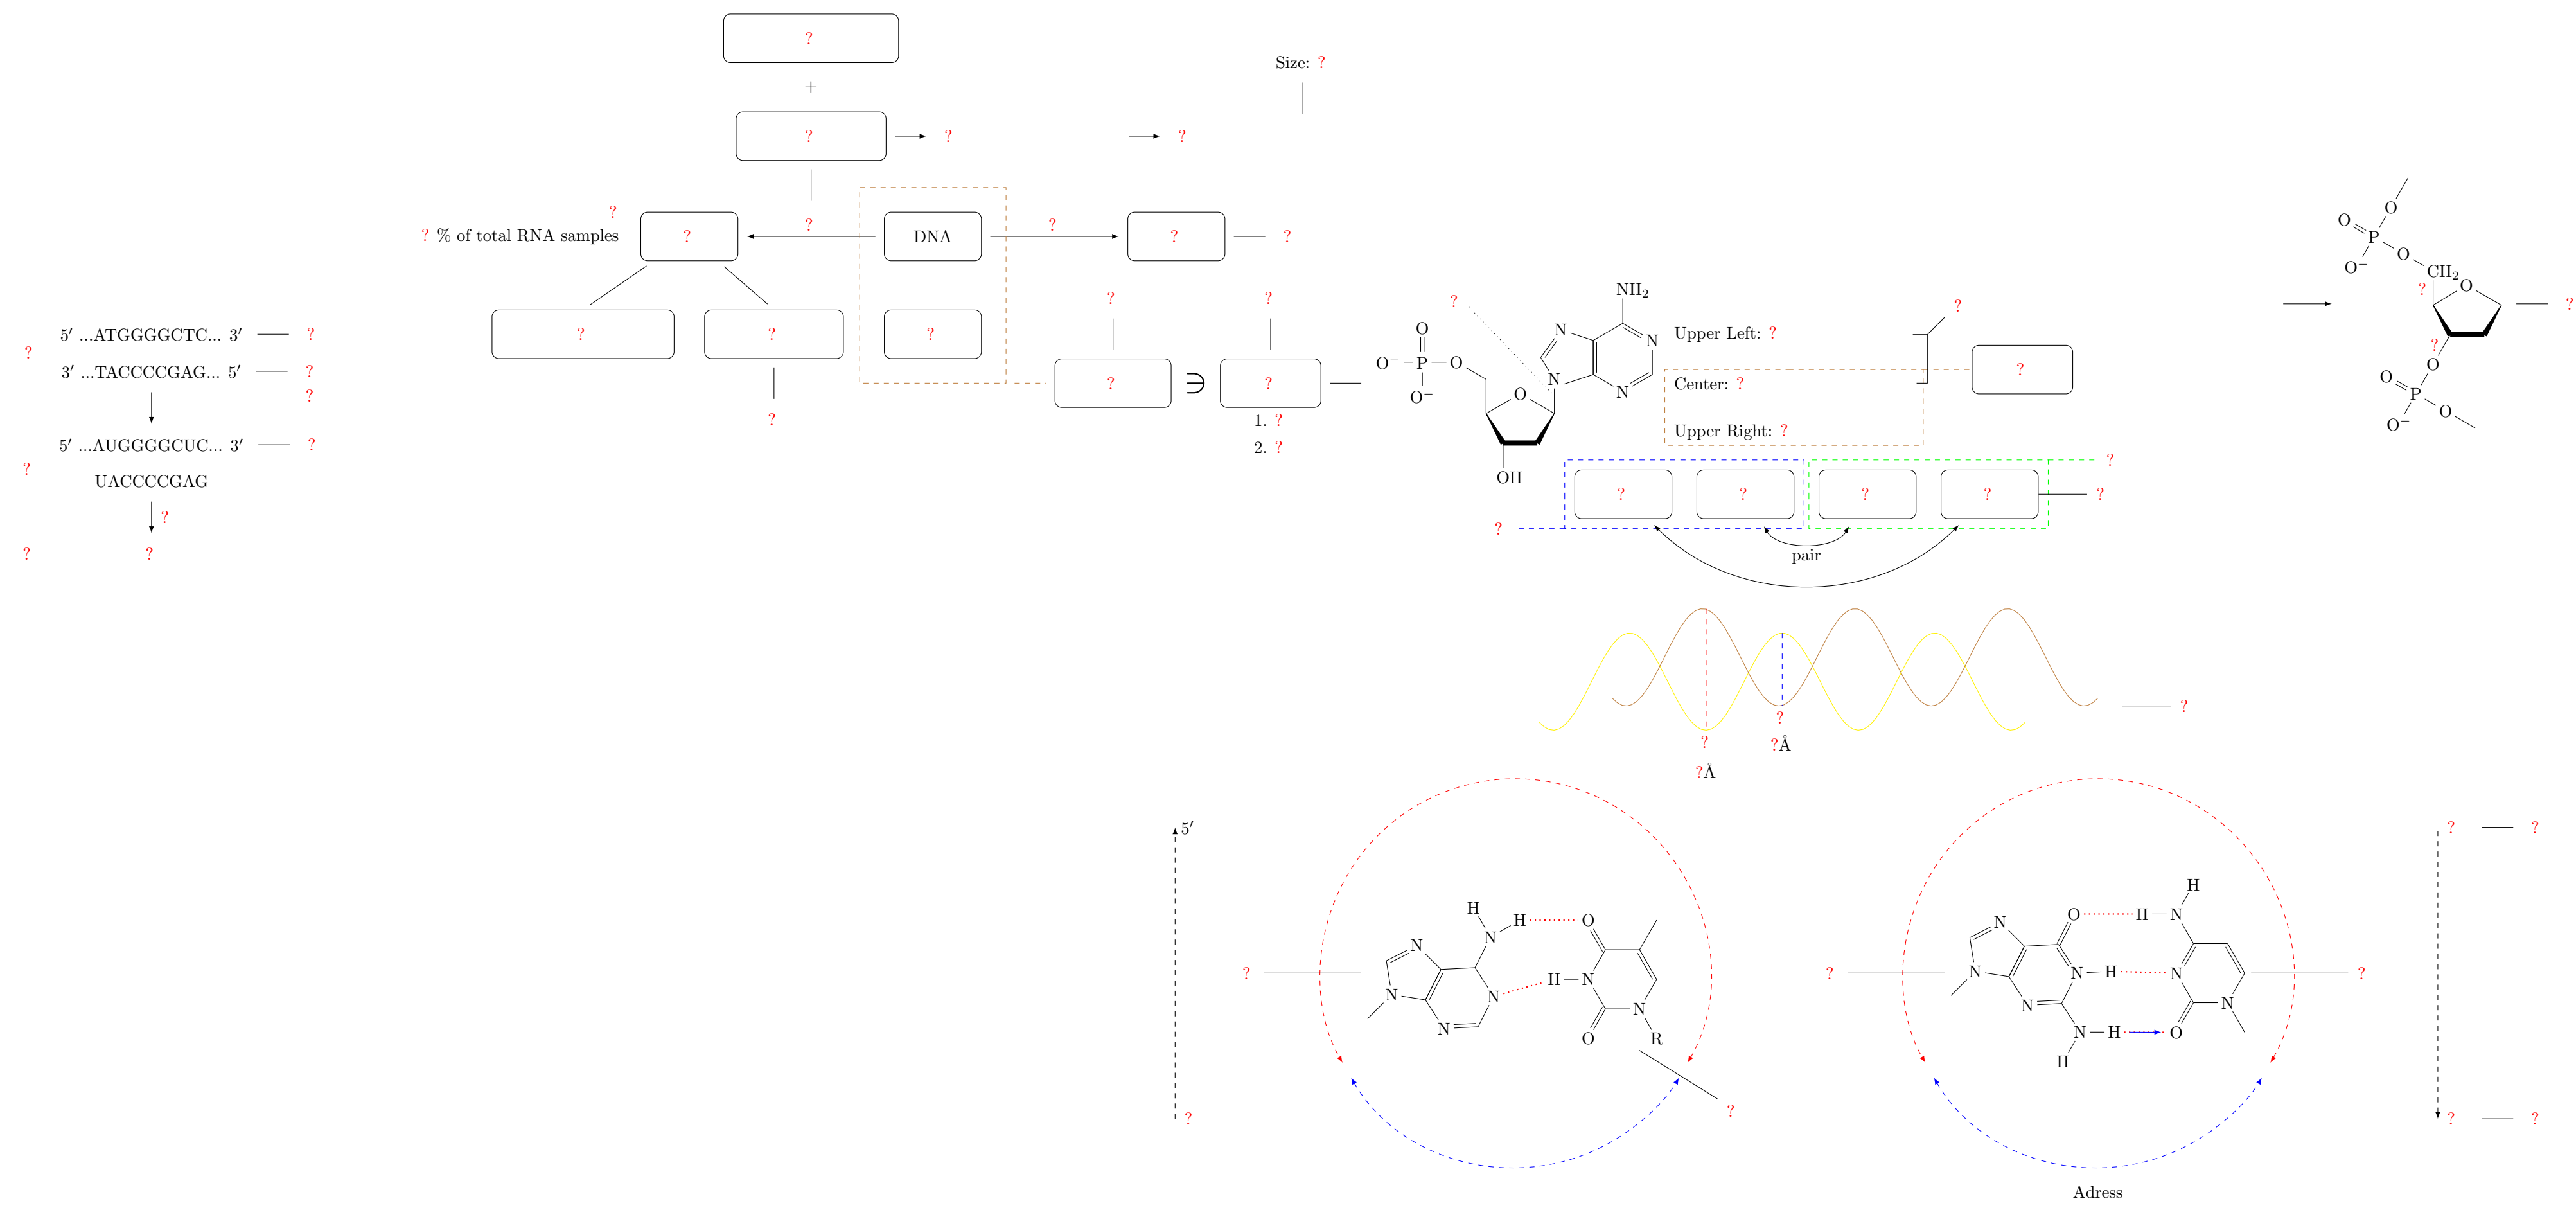 ?
Size: ?
+
?
?
?
?
? % of total RNA samples
?
?
DNA
?
?
?
?
?
?
?
?
?
?
1. ?
2. ?
5′ ...ATGGGGCTC... 3′
?
?
3′ ...TACCCCGAG... 5′
?
?
5′ ...AUGGGGCUC... 3′
?
?
UACCCCGAG
?
?
?
?
O
O⁻
P
O
O⁻
O
OH
N
N
N
N
NH₂
Upper Left: ?
Center: ?
Upper Right: ?
?
?
?
?
?
?
?
?
?
pair
O
P
O
O⁻
O
CH₂
?
O
?
?
O
O
P
O⁻
O
?
?
?Å
?
?Å
?
5′
?
?
H
H
N
N
N
N
N
O
H
N
N
O
R
?
?
N
N
O
N
H
N
N
H
H
H
H
N
N
N
O
?
?
?
?
?
Adress